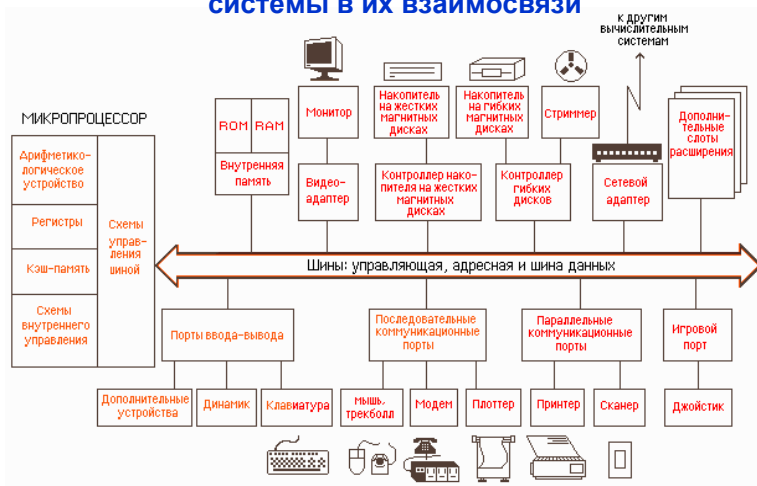 системы в их взаимосвязи
к другим
вычислительным
системам
МИКРОПРОЦЕССОР
Арифметико-
логическое
устройство
Регистры
Кэш-память
Схемы
внутреннего
управления
Схемы
управ-
ления
шиной
ROM
RAM
Внутренняя
память
Монитор
Видео-
адаптер
Накопитель
на жестких
магнитных
дисках
Контроллер нако-
пителя на жестких
магнитных
дисках
Накопитель
на гибких
магнитных
дисках
Контроллер
гибких
дисков
Стриммер
Сетевой
адаптер
Дополни-
тельные
слоты
расширения
Шины: управляющая, адресная и шина данных
Порты ввода-вывода
Последовательные
коммуникационные
порты
Параллельные
коммуникационные
порты
Игровой
порт
Дополнительные
устройства
Динамик
Клавиатура
мышь,
трекболл
Модем
Плоттер
Принтер
Сканер
Джойстик